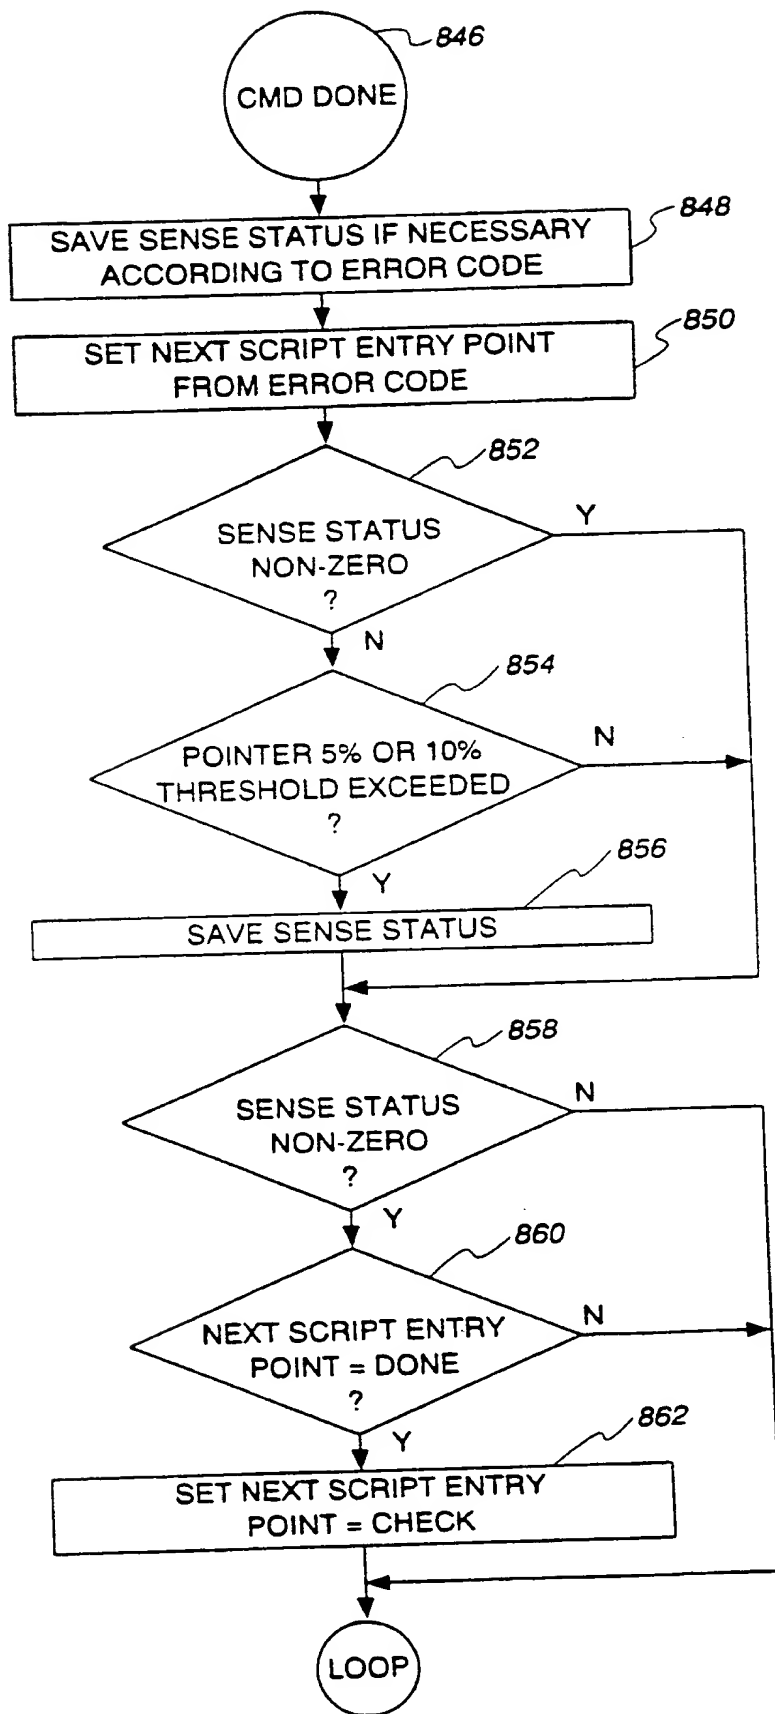 846
CMD DONE
848
SAVE SENSE STATUS IF NECESSARY
ACCORDING TO ERROR CODE
850
SET NEXT SCRIPT ENTRY POINT
FROM ERROR CODE
852
Y
SENSE STATUS
NON-ZERO
?
N
854
N
POINTER 5% OR 10%
THRESHOLD EXCEEDED
?
Y
856
SAVE SENSE STATUS
858
N
SENSE STATUS
NON-ZERO
?
Y
860
N
NEXT SCRIPT ENTRY
POINT = DONE
?
Y
862
SET NEXT SCRIPT ENTRY
POINT = CHECK
LOOP